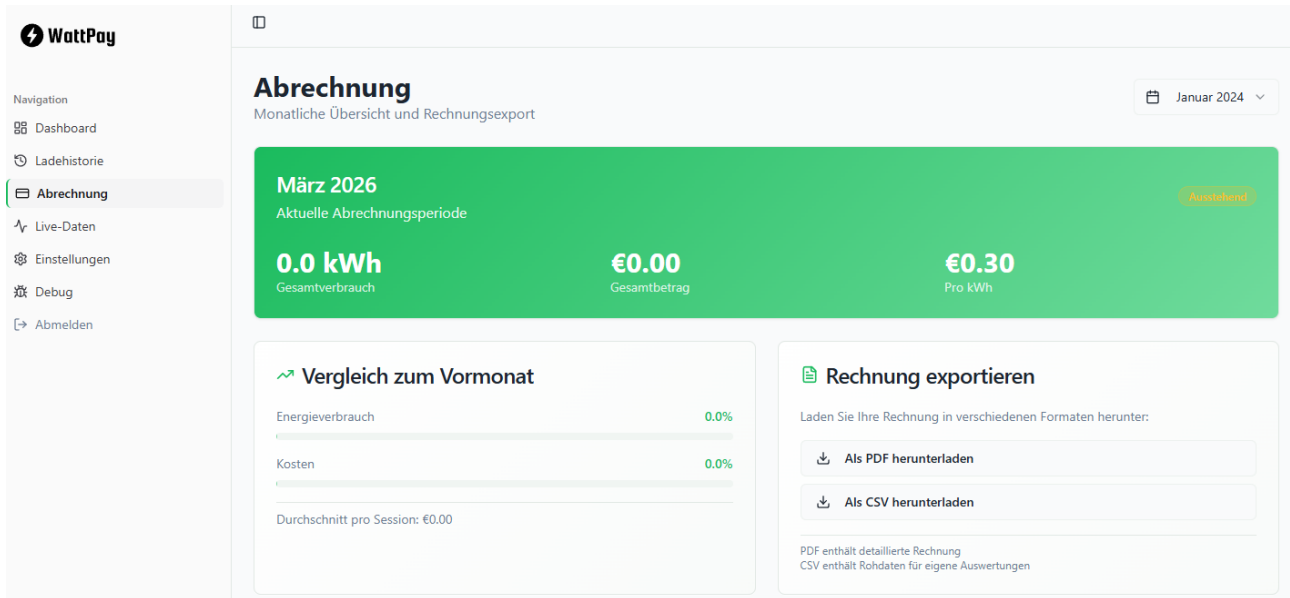 WattPay
Navigation
Dashboard
Ladehistorie
Abrechnung
Live-Daten
Einstellungen
Debug
Abmelden
Abrechnung
Monatliche Übersicht und Rechnungsexport
Januar 2024
März 2026
Aktuelle Abrechnungsperiode
Ausstehend
0.0 kWh
Gesamtverbrauch
€0.00
Gesamtbetrag
€0.30
Pro kWh
Vergleich zum Vormonat
Energieverbrauch 0.0%
Kosten 0.0%
Durchschnitt pro Session: €0.00
Rechnung exportieren
Laden Sie Ihre Rechnung in verschiedenen Formaten herunter:
Als PDF herunterladen
Als CSV herunterladen
PDF enthält detaillierte Rechnung
CSV enthält Rohdaten für eigene Auswertungen